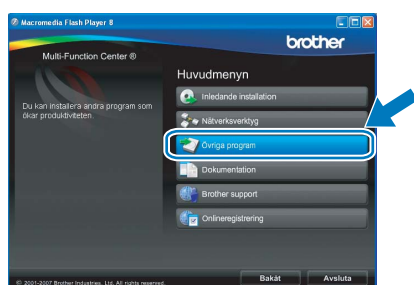 Macromedia Flash Player 8
brother
Multi-Function Center ®
Huvudmenyn
Du kan installera andra program som
ökar produktiviteten.
Inledande installation
Nätverksverktyg
Övriga program
Dokumentation
Brother support
Onlineregistrering
© 2001-2007 Brother Industries, Ltd. All rights reserved.
Bakåt
Avsluta